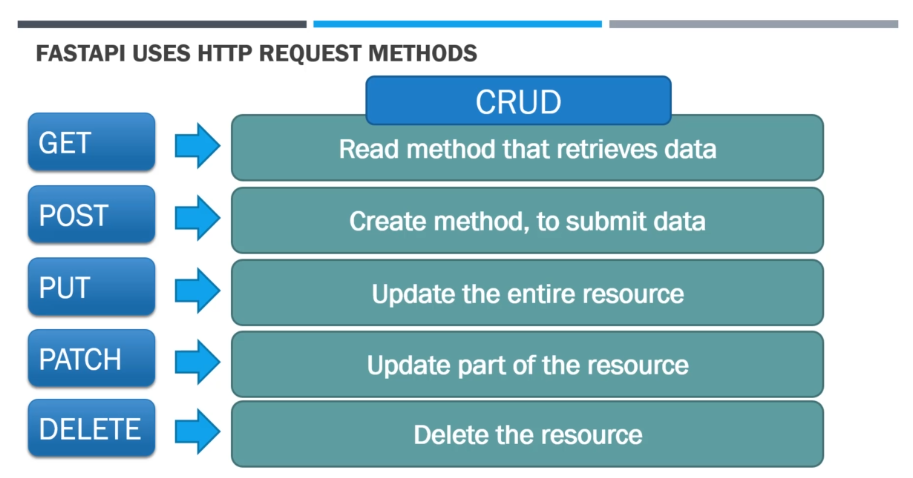 FASTAPI USES HTTP REQUEST METHODS
CRUD
GET
Read method that retrieves data
POST
Create method, to submit data
PUT
Update the entire resource
PATCH
Update part of the resource
DELETE
Delete the resource